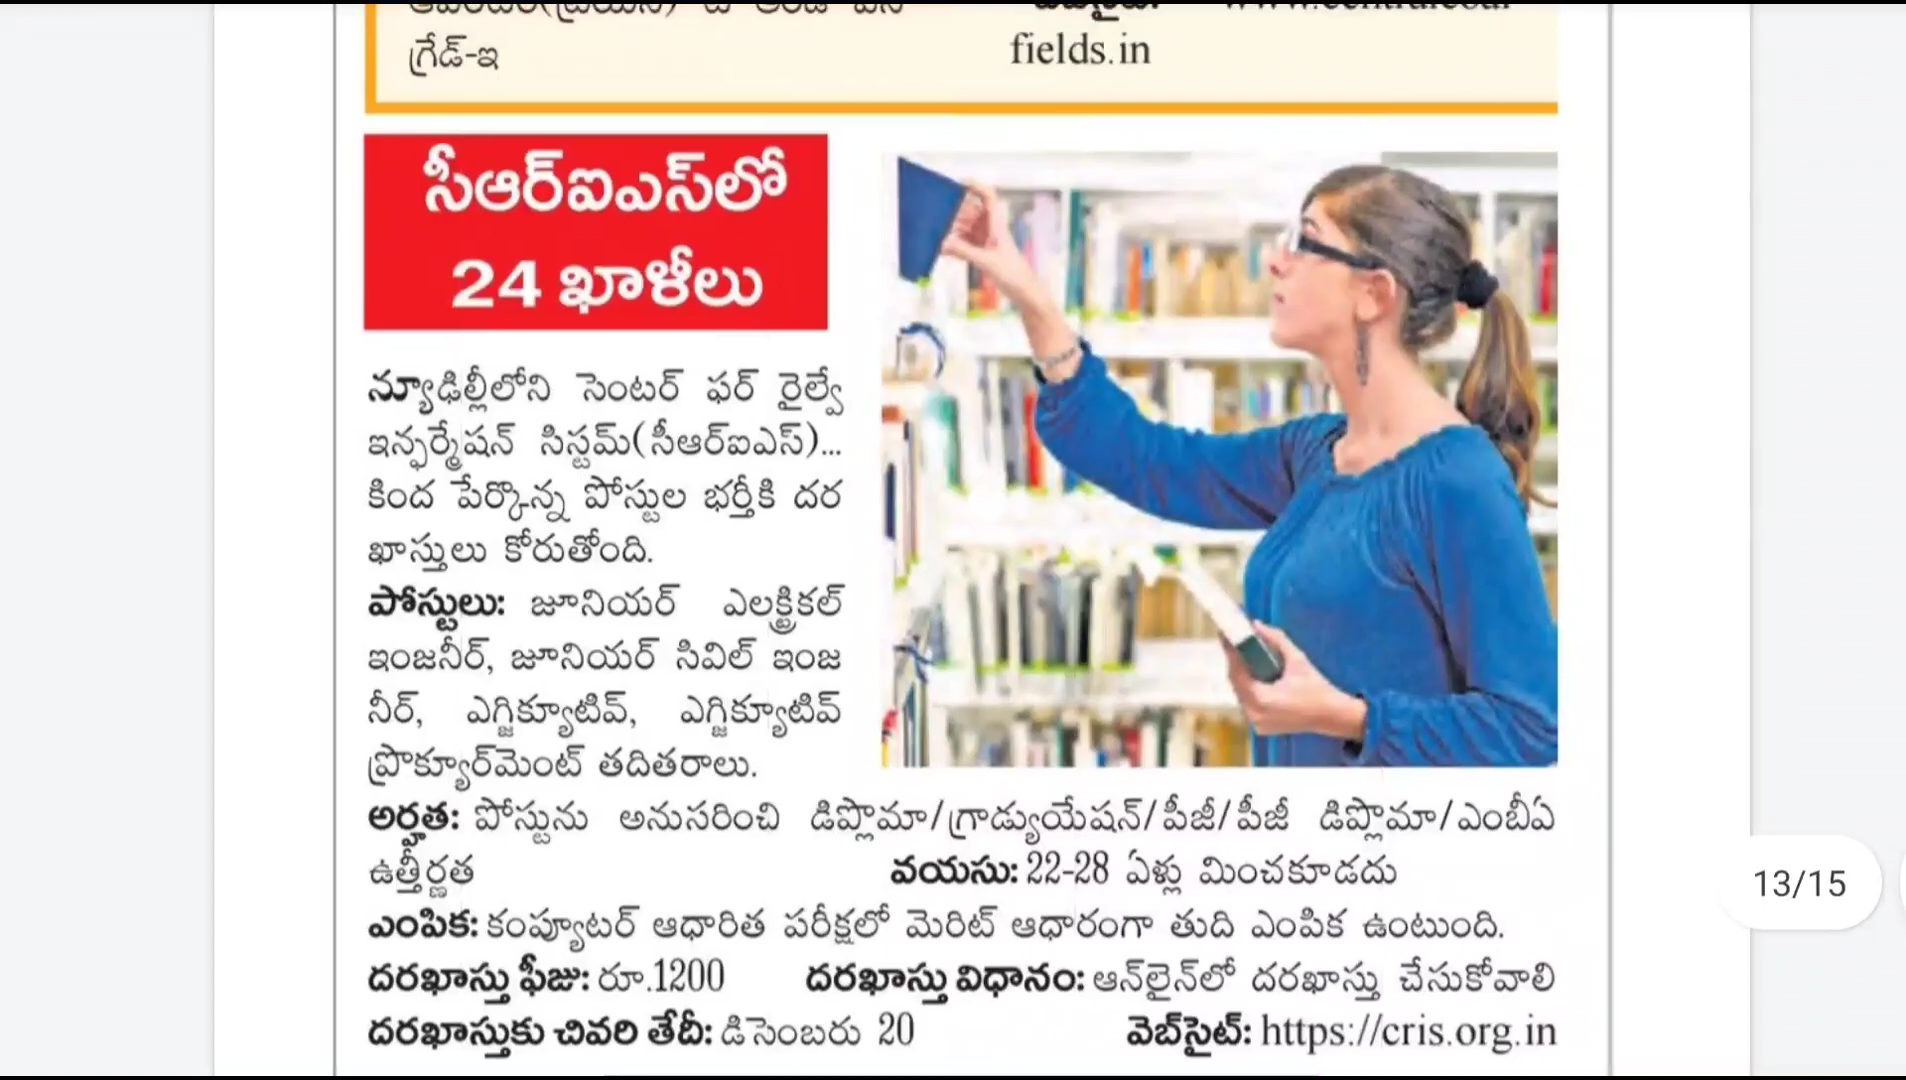 గ్రేడ్-ఇ
fields.in
సీఆర్ఐఎస్‌లో
24 ఖాళీలు
న్యూఢిల్లీలోని సెంటర్ ఫర్ రైల్వే
ఇన్ఫర్మేషన్ సిస్టమ్(సీఆర్ఐఎస్)...
కింద పేర్కొన్న పోస్టుల భర్తీకి దర
ఖాస్తులు కోరుతోంది.
పోస్టులు: జూనియర్ ఎలక్ట్రికల్
ఇంజనీర్, జూనియర్ సివిల్ ఇంజ
నీర్, ఎగ్జిక్యూటివ్, ఎగ్జిక్యూటివ్
ప్రొక్యూర్‌మెంట్ తదితరాలు.
అర్హత: పోస్టును అనుసరించి డిప్లొమా/గ్రాడ్యుయేషన్/పీజీ/పీజీ డిప్లొమా/ఎంబీఏ
ఉత్తీర్ణత వయసు: 22-28 ఏళ్లు మించకూడదు
ఎంపిక: కంప్యూటర్ ఆధారిత పరీక్షలో మెరిట్ ఆధారంగా తుది ఎంపిక ఉంటుంది.
దరఖాస్తు ఫీజు: రూ.1200 దరఖాస్తు విధానం: ఆన్‌లైన్‌లో దరఖాస్తు చేసుకోవాలి
దరఖాస్తుకు చివరి తేదీ: డిసెంబరు 20 వెబ్‌సైట్: https://cris.org.in
13/15